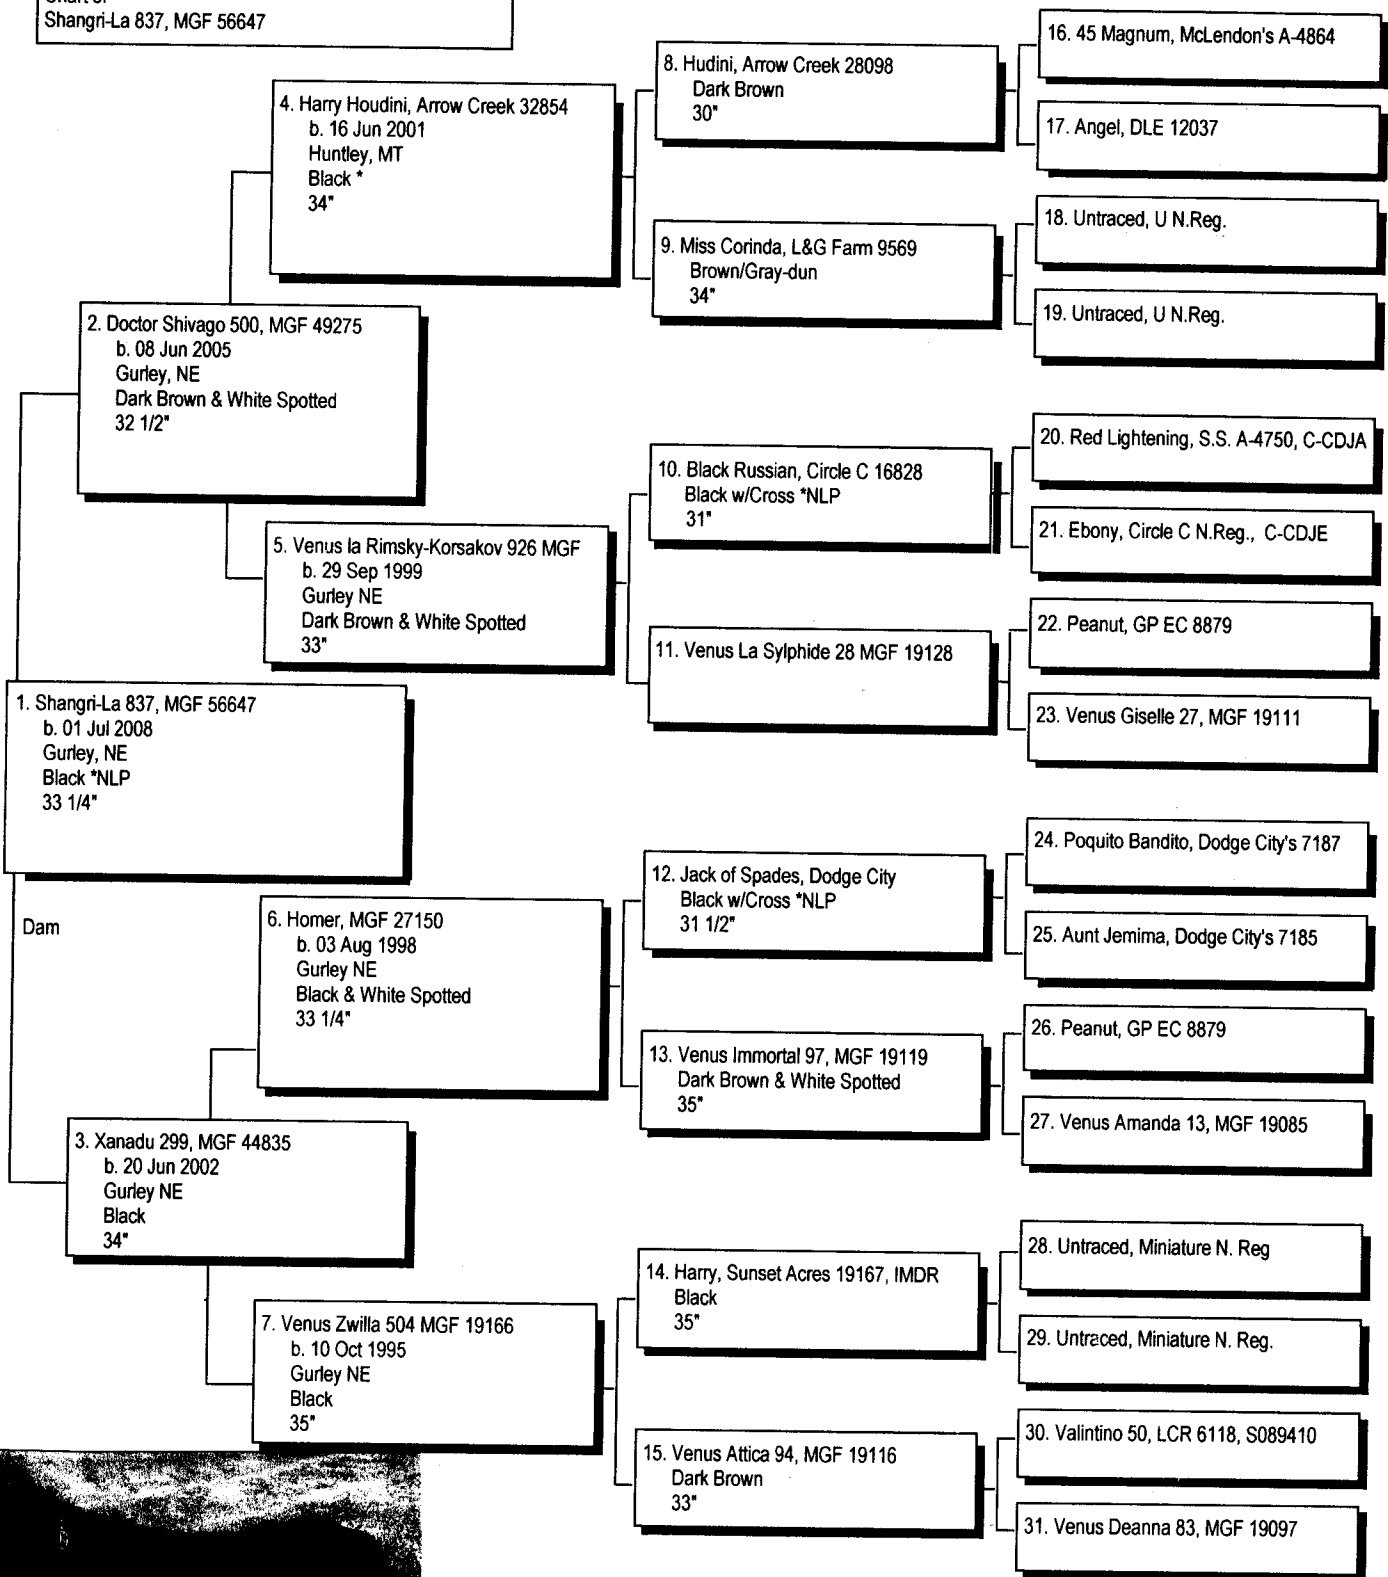 Chart of
Shangri-La 837, MGF 56647
1. Shangri-La 837, MGF 56647
b. 01 Jul 2008
Gurley, NE
Black *NLP
33 1/4"
Dam
2. Doctor Shivago 500, MGF 49275
b. 08 Jun 2005
Gurley, NE
Dark Brown & White Spotted
32 1/2"
3. Xanadu 299, MGF 44835
b. 20 Jun 2002
Gurley NE
Black
34"
4. Harry Houdini, Arrow Creek 32854
b. 16 Jun 2001
Huntley, MT
Black *
34"
5. Venus la Rimsky-Korsakov 926 MGF
b. 29 Sep 1999
Gurley NE
Dark Brown & White Spotted
33"
6. Homer, MGF 27150
b. 03 Aug 1998
Gurley NE
Black & White Spotted
33 1/4"
7. Venus Zwilla 504 MGF 19166
b. 10 Oct 1995
Gurley NE
Black
35"
8. Hudini, Arrow Creek 28098
Dark Brown
30"
9. Miss Corinda, L&G Farm 9569
Brown/Gray-dun
34"
10. Black Russian, Circle C 16828
Black w/Cross *NLP
31"
11. Venus La Sylphide 28 MGF 19128
12. Jack of Spades, Dodge City
Black w/Cross *NLP
31 1/2"
13. Venus Immortal 97, MGF 19119
Dark Brown & White Spotted
35"
14. Harry, Sunset Acres 19167, IMDR
Black
35"
15. Venus Attica 94, MGF 19116
Dark Brown
33"
16. 45 Magnum, McLendon's A-4864
17. Angel, DLE 12037
18. Untraced, U N.Reg.
19. Untraced, U N.Reg.
20. Red Lightening, S.S. A-4750, C-CDJA
21. Ebony, Circle C N.Reg., C-CDJE
22. Peanut, GP EC 8879
23. Venus Giselle 27, MGF 19111
24. Poquito Bandito, Dodge City's 7187
25. Aunt Jemima, Dodge City's 7185
26. Peanut, GP EC 8879
27. Venus Amanda 13, MGF 19085
28. Untraced, Miniature N. Reg
29. Untraced, Miniature N. Reg.
30. Valintino 50, LCR 6118, S089410
31. Venus Deanna 83, MGF 19097